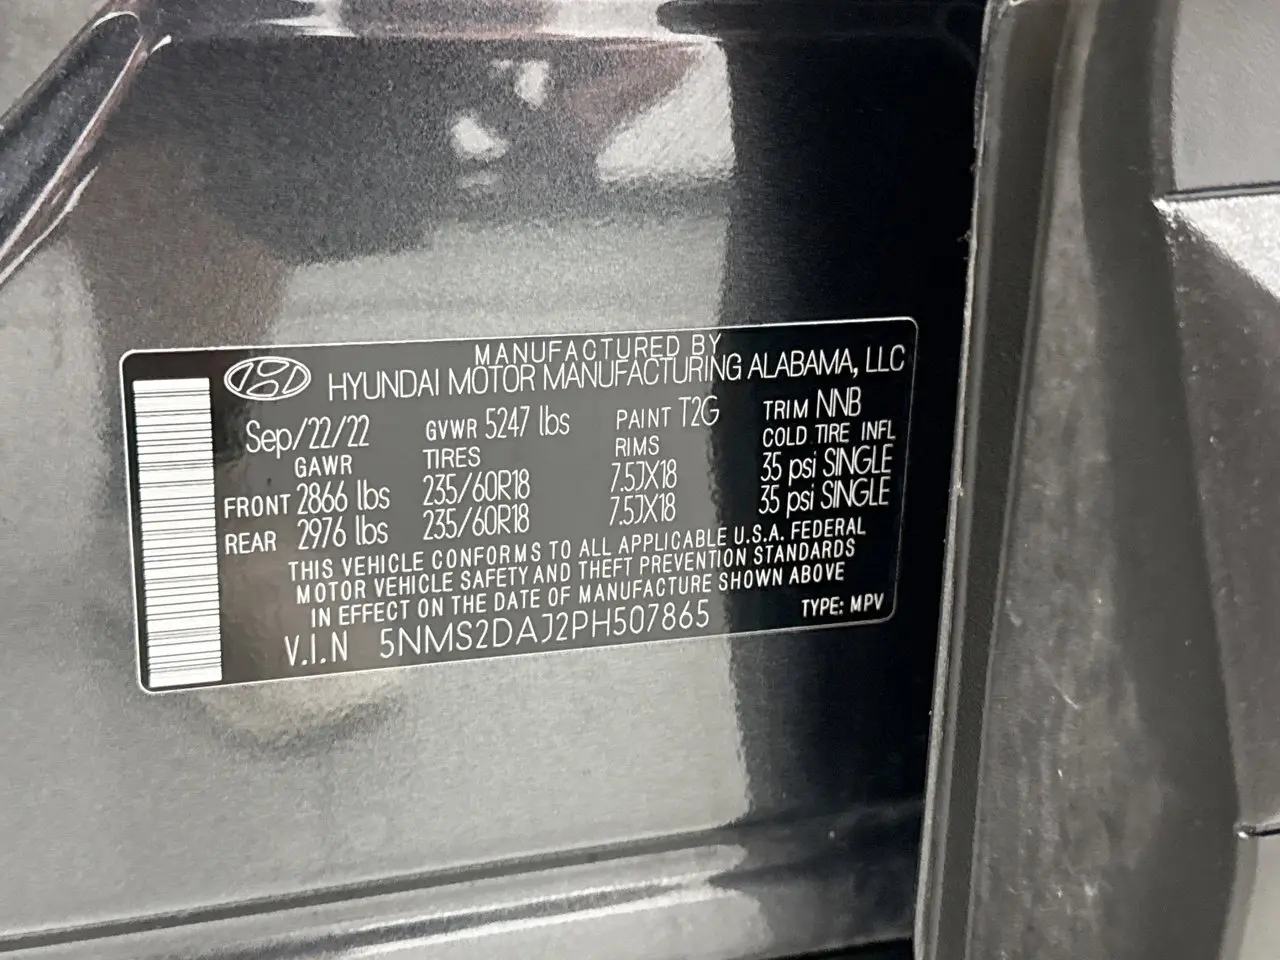 MANUFACTURED BY
HYUNDAI MOTOR MANUFACTURING ALABAMA, LLC
Sep/22/22 GVWR 5247 lbs PAINT T2G TRIM NNB
GAWR TIRES RIMS COLD TIRE INFL
FRONT 2866 lbs 235/60R18 7.5JX18 35 psi SINGLE
REAR 2976 lbs 235/60R18 7.5JX18 35 psi SINGLE
THIS VEHICLE CONFORMS TO ALL APPLICABLE U.S.A. FEDERAL
MOTOR VEHICLE SAFETY AND THEFT PREVENTION STANDARDS
IN EFFECT ON THE DATE OF MANUFACTURE SHOWN ABOVE
V.I.N 5NMS2DAJ2PH507865 TYPE: MPV